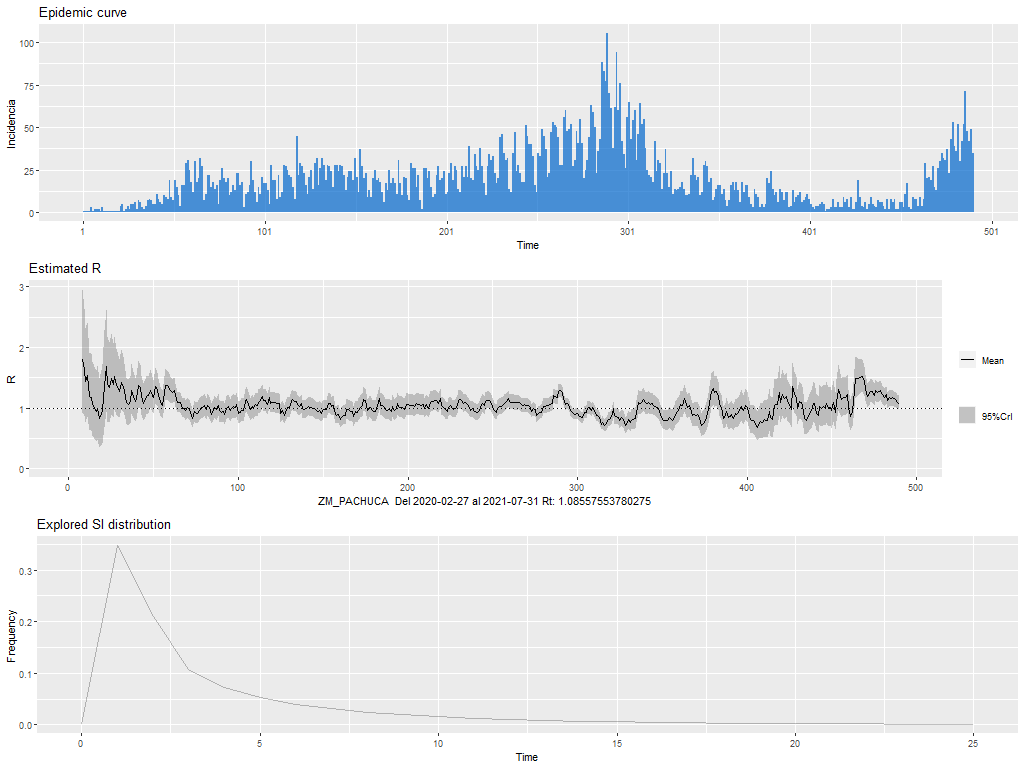 Epidemic curve
100
75
50
25
0
Incidencia
1 101 201 301 401 501
Time
Estimated R
3
2
1
0
R
Mean
95%CrI
0 100 200 300 400 500
ZM_PACHUCA Del 2020-02-27 al 2021-07-31 Rt: 1.08557553780275
Explored SI distribution
0.3
0.2
0.1
0.0
Frequency
0 5 10 15 20 25
Time